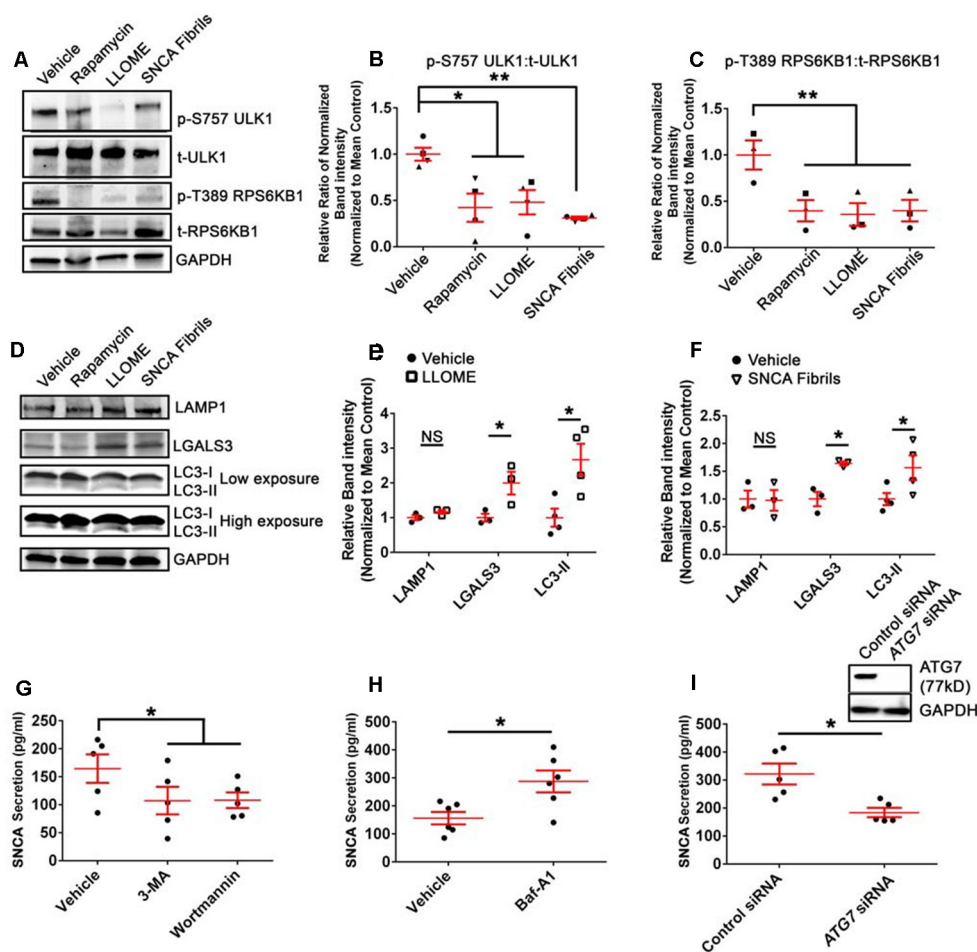 A
Vehicle
Rapamycin
LLOME
SNCA Fibrils
p-S757 ULK1
t-ULK1
p-T389 RPS6KB1
t-RPS6KB1
GAPDH
B
p-S757 ULK1:t-ULK1
Relative Ratio of Normalized
Band intensity
(Normalized to Mean Control)
1.5
1.0
0.5
0.0
*
**
Vehicle
Rapamycin
LLOME
SNCA Fibrils
C
p-T389 RPS6KB1:t-RPS6KB1
Relative Ratio of Normalized
Band intensity
(Normalized to Mean Control)
1.5
1.0
0.5
0.0
**
Vehicle
Rapamycin
LLOME
SNCA Fibrils
D
Vehicle
Rapamycin
LLOME
SNCA Fibrils
LAMP1
LGALS3
LC3-I
LC3-II
Low exposure
LC3-I
LC3-II
High exposure
GAPDH
E
Vehicle
LLOME
Relative Band intensity
(Normalized to Mean Control)
4
3
2
1
0
NS
*
*
LAMP1
LGALS3
LC3-II
F
Vehicle
SNCA Fibrils
Relative Band intensity
(Normalized to Mean Control)
2.5
2.0
1.5
1.0
0.5
0.0
NS
*
*
LAMP1
LGALS3
LC3-II
G
SNCA Secretion (pg/ml)
250
200
150
100
50
0
*
Vehicle
3-MA
Wortmannin
H
SNCA Secretion (pg/ml)
500
400
300
200
100
0
*
Vehicle
Baf-A1
I
Control siRNA
ATG7 siRNA
ATG7
(77kD)
GAPDH
SNCA Secretion (pg/ml)
500
400
300
200
100
0
*
Control siRNA
ATG7 siRNA